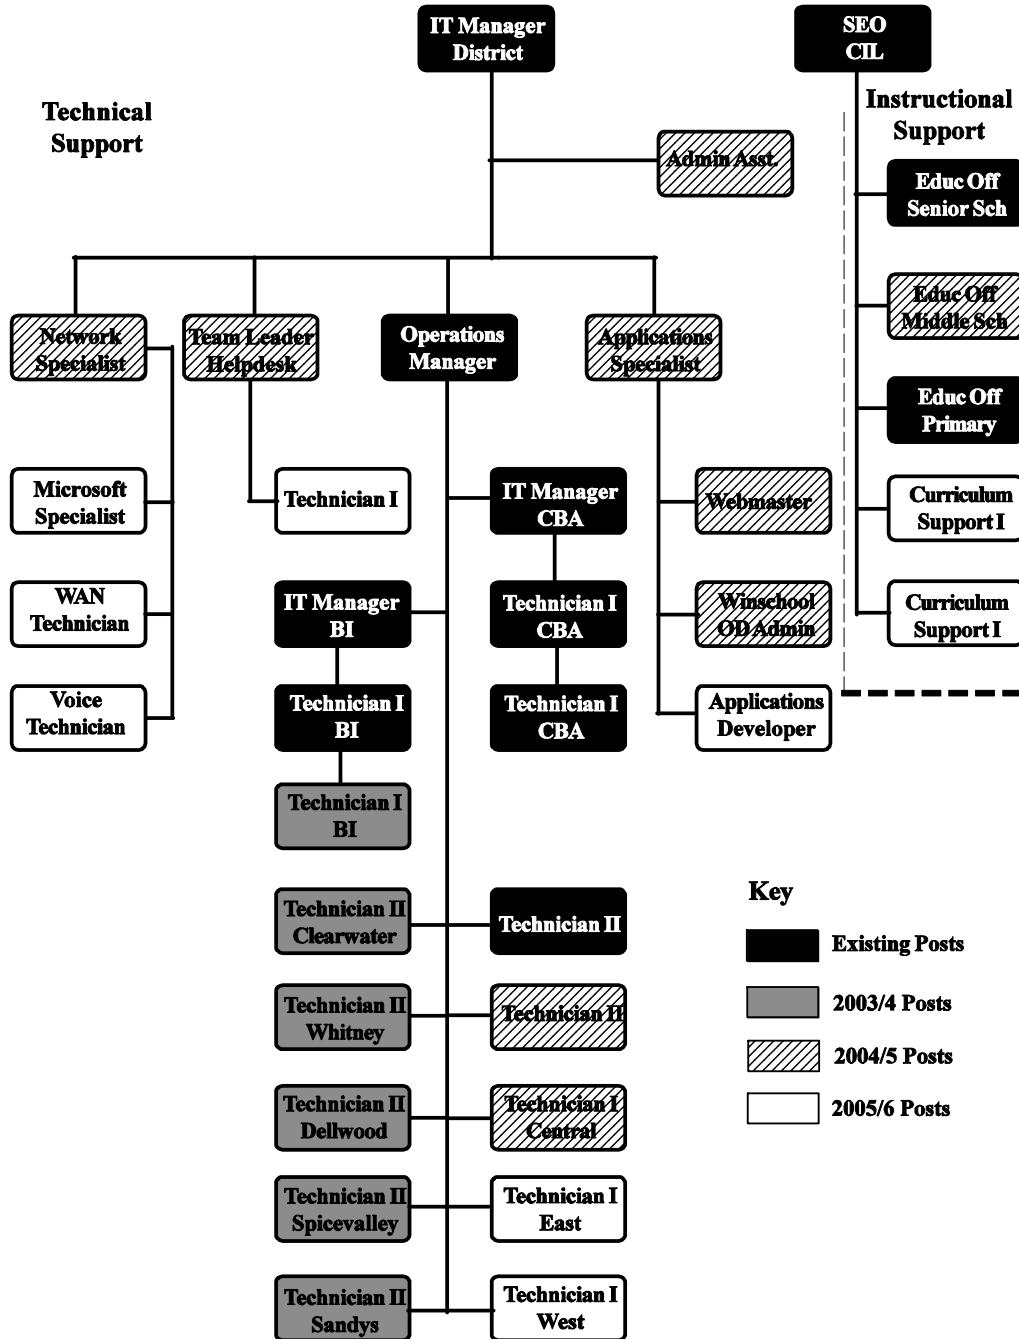 IT Manager
District
SEO
CIL
Technical
Support
Instructional
Support
Admin Asst.
Educ Off
Senior Sch
Educ Off
Middle Sch
Network
Specialist
Team Leader
Helpdesk
Operations
Manager
Applications
Specialist
Educ Off
Primary
Microsoft
Specialist
Technician I
IT Manager
CBA
Webmaster
Curriculum
Support I
WAN
Technician
IT Manager
BI
Technician I
CBA
Winschool
OD Admin
Curriculum
Support I
Voice
Technician
Technician I
BI
Technician I
CBA
Applications
Developer
Technician I
BI
Technician II
Clearwater
Technician II
Technician II
Whitney
Technician II
Technician II
Dellwood
Technician I
Central
Technician II
Spicevalley
Technician I
East
Technician II
Sandys
Technician I
West
Key
Existing Posts
2003/4 Posts
2004/5 Posts
2005/6 Posts